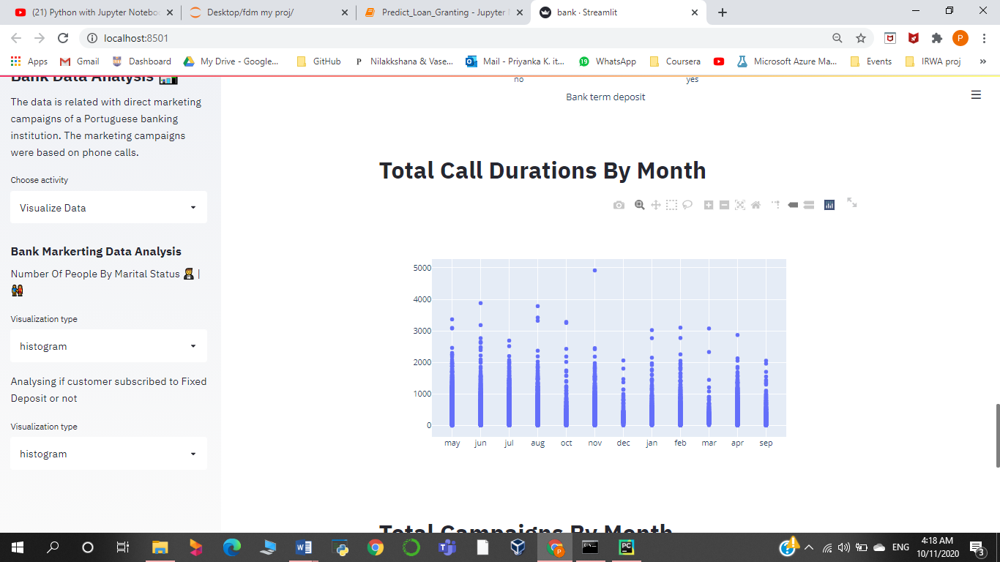 (21) Python with Jupyter Notebo
Desktop/fdm my proj/
Predict_Loan_Granting - Jupyter
bank · Streamlit
localhost:8501
P
Apps
Gmail
Dashboard
My Drive - Google...
GitHub
Nilakkshana & Vase...
Mail - Priyanka K. it...
19
WhatsApp
Coursera
Microsoft Azure Ma...
Events
IRWA proj
»
Bank Data Analysis
The data is related with direct marketing
campaigns of a Portuguese banking
institution. The marketing campaigns
were based on phone calls.
Choose activity
Visualize Data
Bank Markerting Data Analysis
Number Of People By Marital Status |
Visualization type
histogram
Analysing if customer subscribed to Fixed
Deposit or not
Visualization type
histogram
no yes
Bank term deposit
Total Call Durations By Month
5000
4000
3000
2000
1000
0
may jun jul aug oct nov dec jan feb mar apr sep
Total Campaigns By Month
ENG
4:18 AM
10/11/2020
3